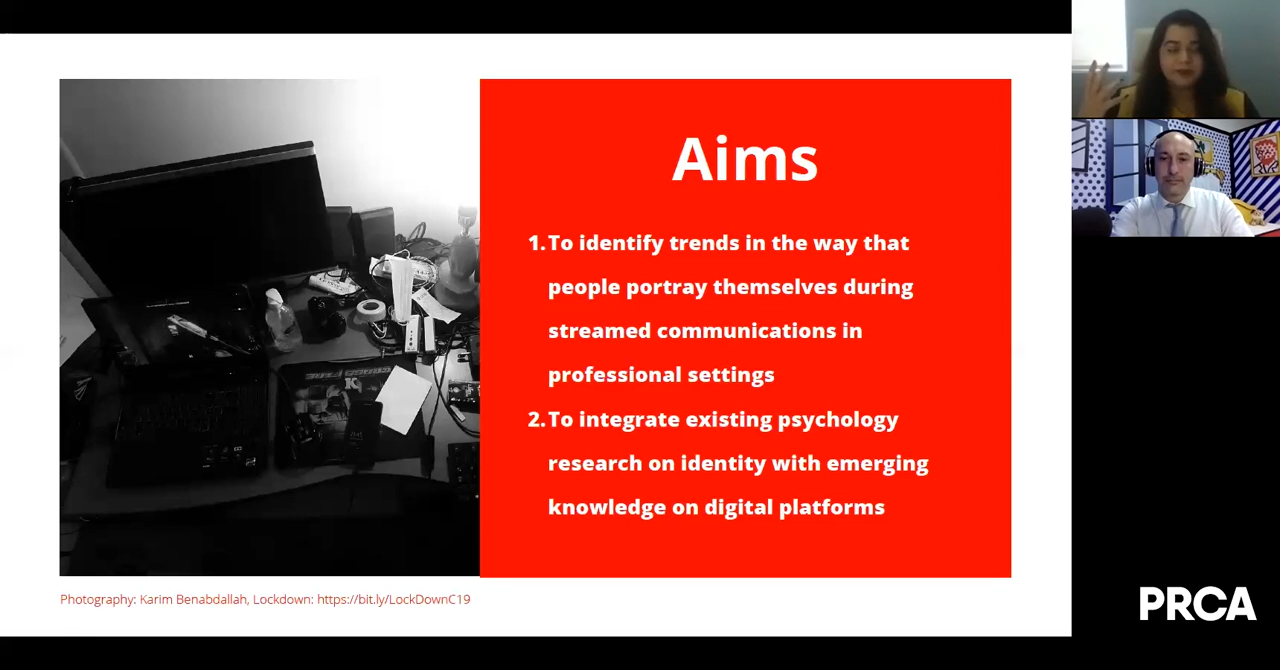 Aims
1. To identify trends in the way that
people portray themselves during
streamed communications in
professional settings
2. To integrate existing psychology
research on identity with emerging
knowledge on digital platforms
Photography: Karim Benabdallah, Lockdown: https://bit.ly/LockDownC19
PRCA